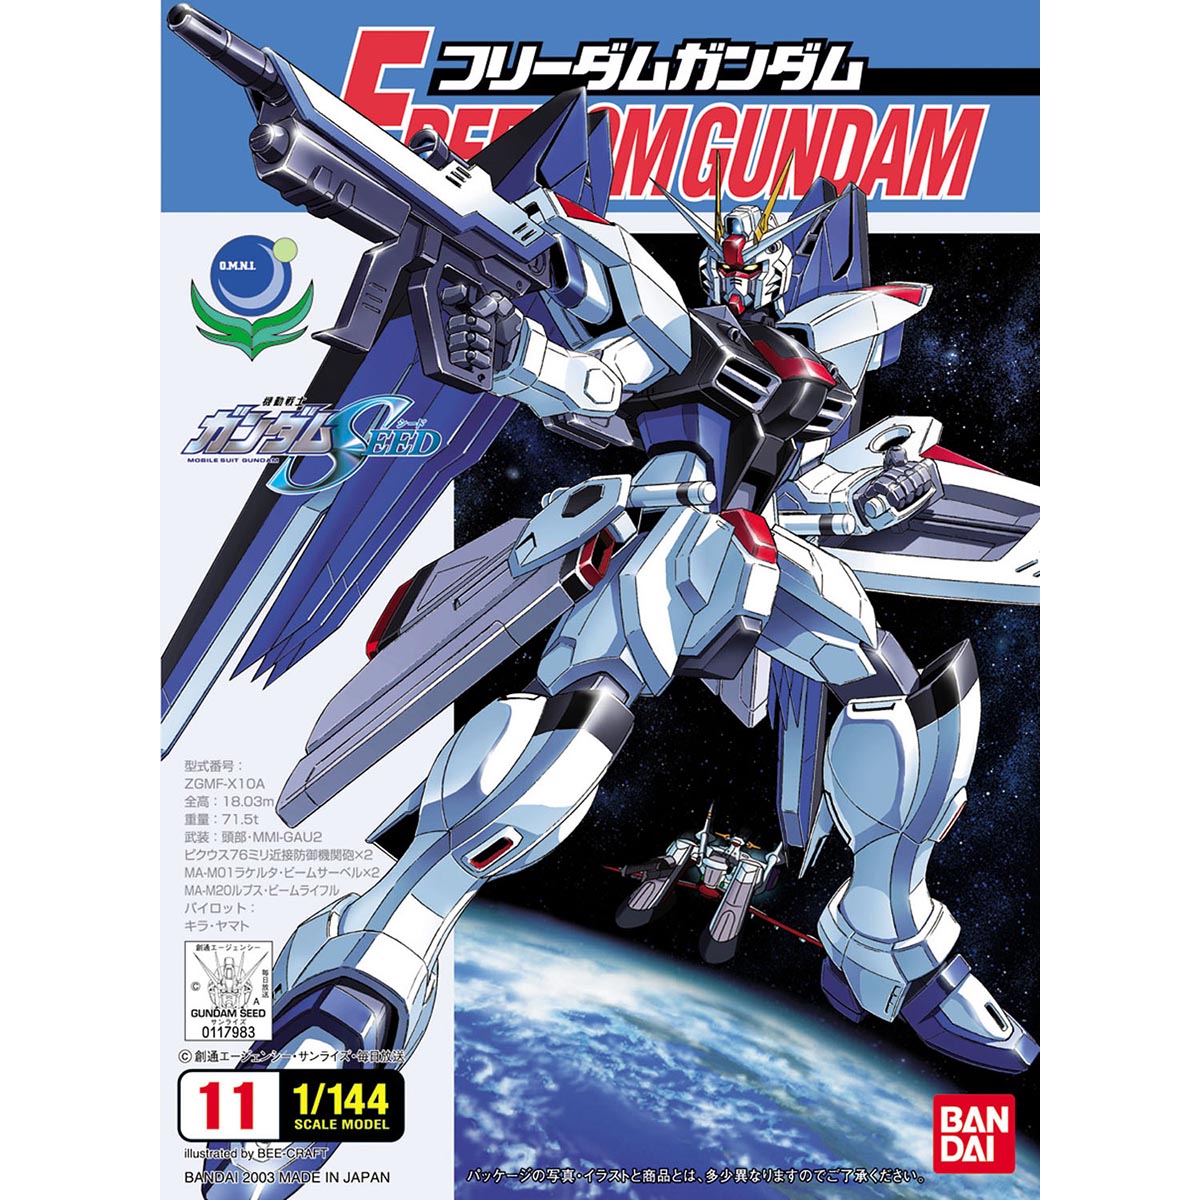 フリーダムガンダム
FREEDOM GUNDAM
O.M.N.I.
機動戦士
ガンダムSEED
シード
MOBILE SUIT GUNDAM
型式番号：
ZGMF-X10A
全高：18.03m
重量：71.5t
武装：頭部・MMI-GAU2
ピクウス76ミリ近接防御機関砲×2
MA-M01ラケルタ・ビームサーベル×2
MA-M20ルプス・ビームライフル
パイロット：
キラ・ヤマト
創通エージェンシー
©
毎日放送
A
GUNDAM SEED
サンライズ
0117983
© 創通エージェンシー・サンライズ・毎日放送
11
1/144
SCALE MODEL
illustrated by BEE-CRAFT
BANDAI 2003 MADE IN JAPAN
パッケージの写真・イラストと商品とは、多少異なりますのでご了承ください。
BAN
DAI